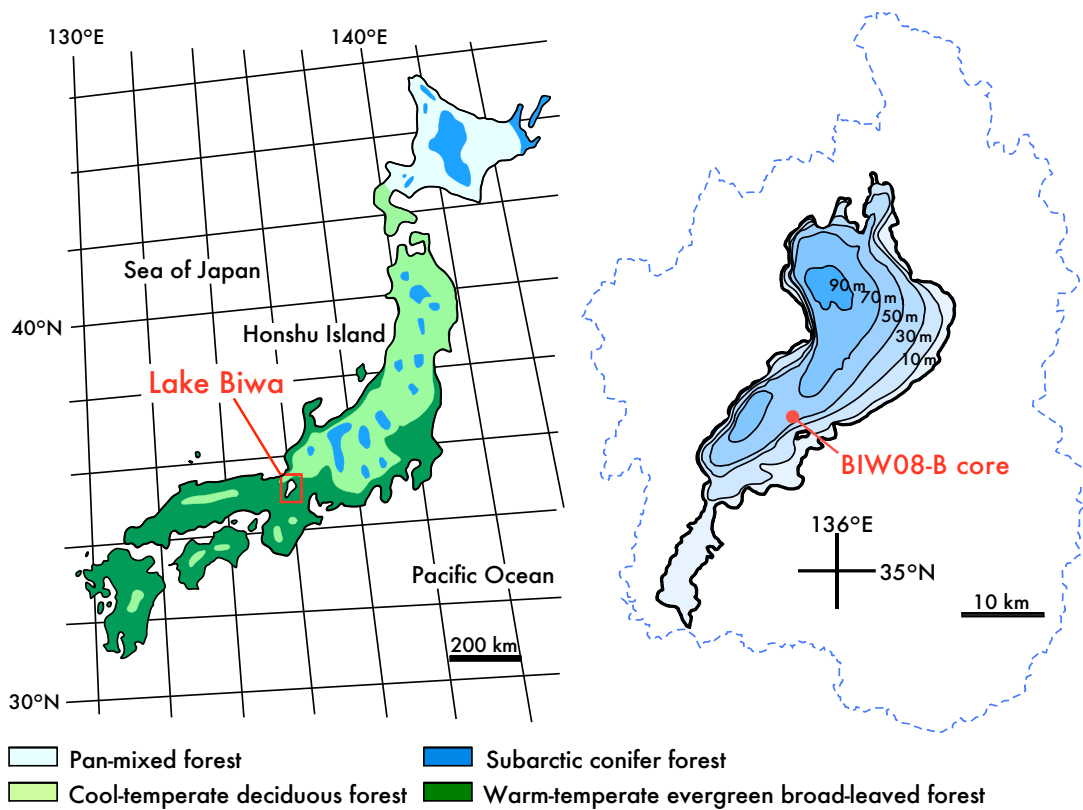 130°E
140°E
Sea of Japan
40°N
Honshu Island
Lake Biwa
Pacific Ocean
200 km
30°N
90 m
70 m
50 m
30 m
10 m
BIW08-B core
136°E
35°N
10 km
Pan-mixed forest
Subarctic conifer forest
Cool-temperate deciduous forest
Warm-temperate evergreen broad-leaved forest